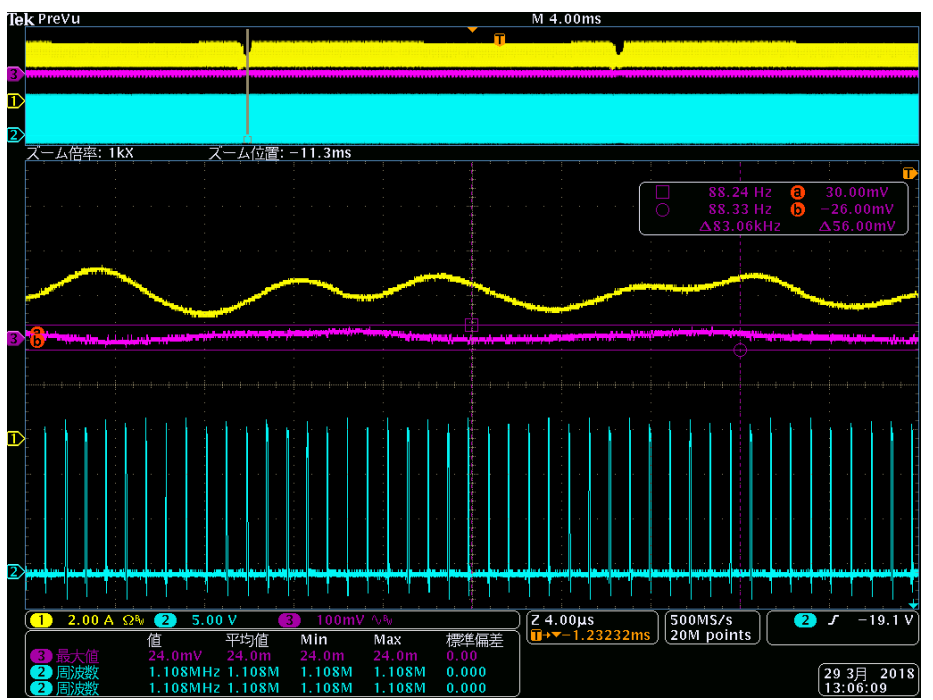 Tek PreVu M 4.00ms
T
3
1
2
ズーム倍率: 1kX ズーム位置: −11.3ms
T
88.24 Hz a 30.00mV
88.33 Hz b −26.00mV
Δ83.06kHz Δ56.00mV
a
3 b
1
2
1 2.00 A Ω 2 5.00 V 3 100mV
Z 4.00µs
T→▼−1.23232ms
500MS/s
20M points
2 −19.1 V
値 平均値 Min Max 標準偏差
3 最大値 24.0mV 24.0m 24.0m 24.0m 0.00
2 周波数 1.108MHz 1.108M 1.108M 1.108M 0.000
2 周波数 1.108MHz 1.108M 1.108M 1.108M 0.000
29 3月 2018
13:06:09